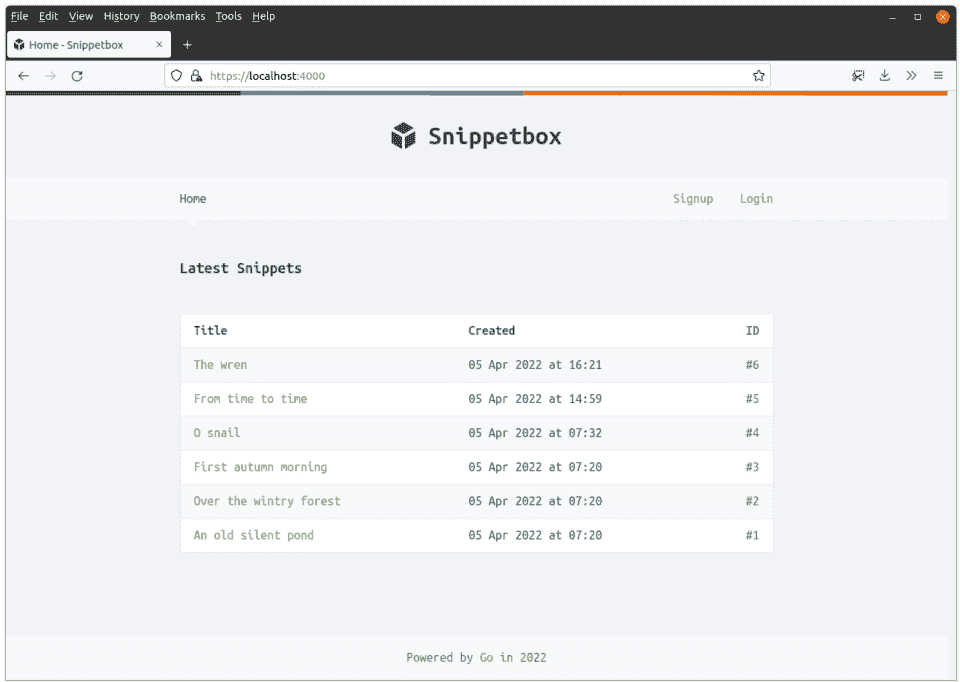 File Edit View History Bookmarks Tools Help
Home - Snippetbox
https://localhost:4000
Snippetbox
Home Signup Login
Latest Snippets
Title Created ID
The wren 05 Apr 2022 at 16:21 #6
From time to time 05 Apr 2022 at 14:59 #5
O snail 05 Apr 2022 at 07:32 #4
First autumn morning 05 Apr 2022 at 07:20 #3
Over the wintry forest 05 Apr 2022 at 07:20 #2
An old silent pond 05 Apr 2022 at 07:20 #1
Powered by Go in 2022